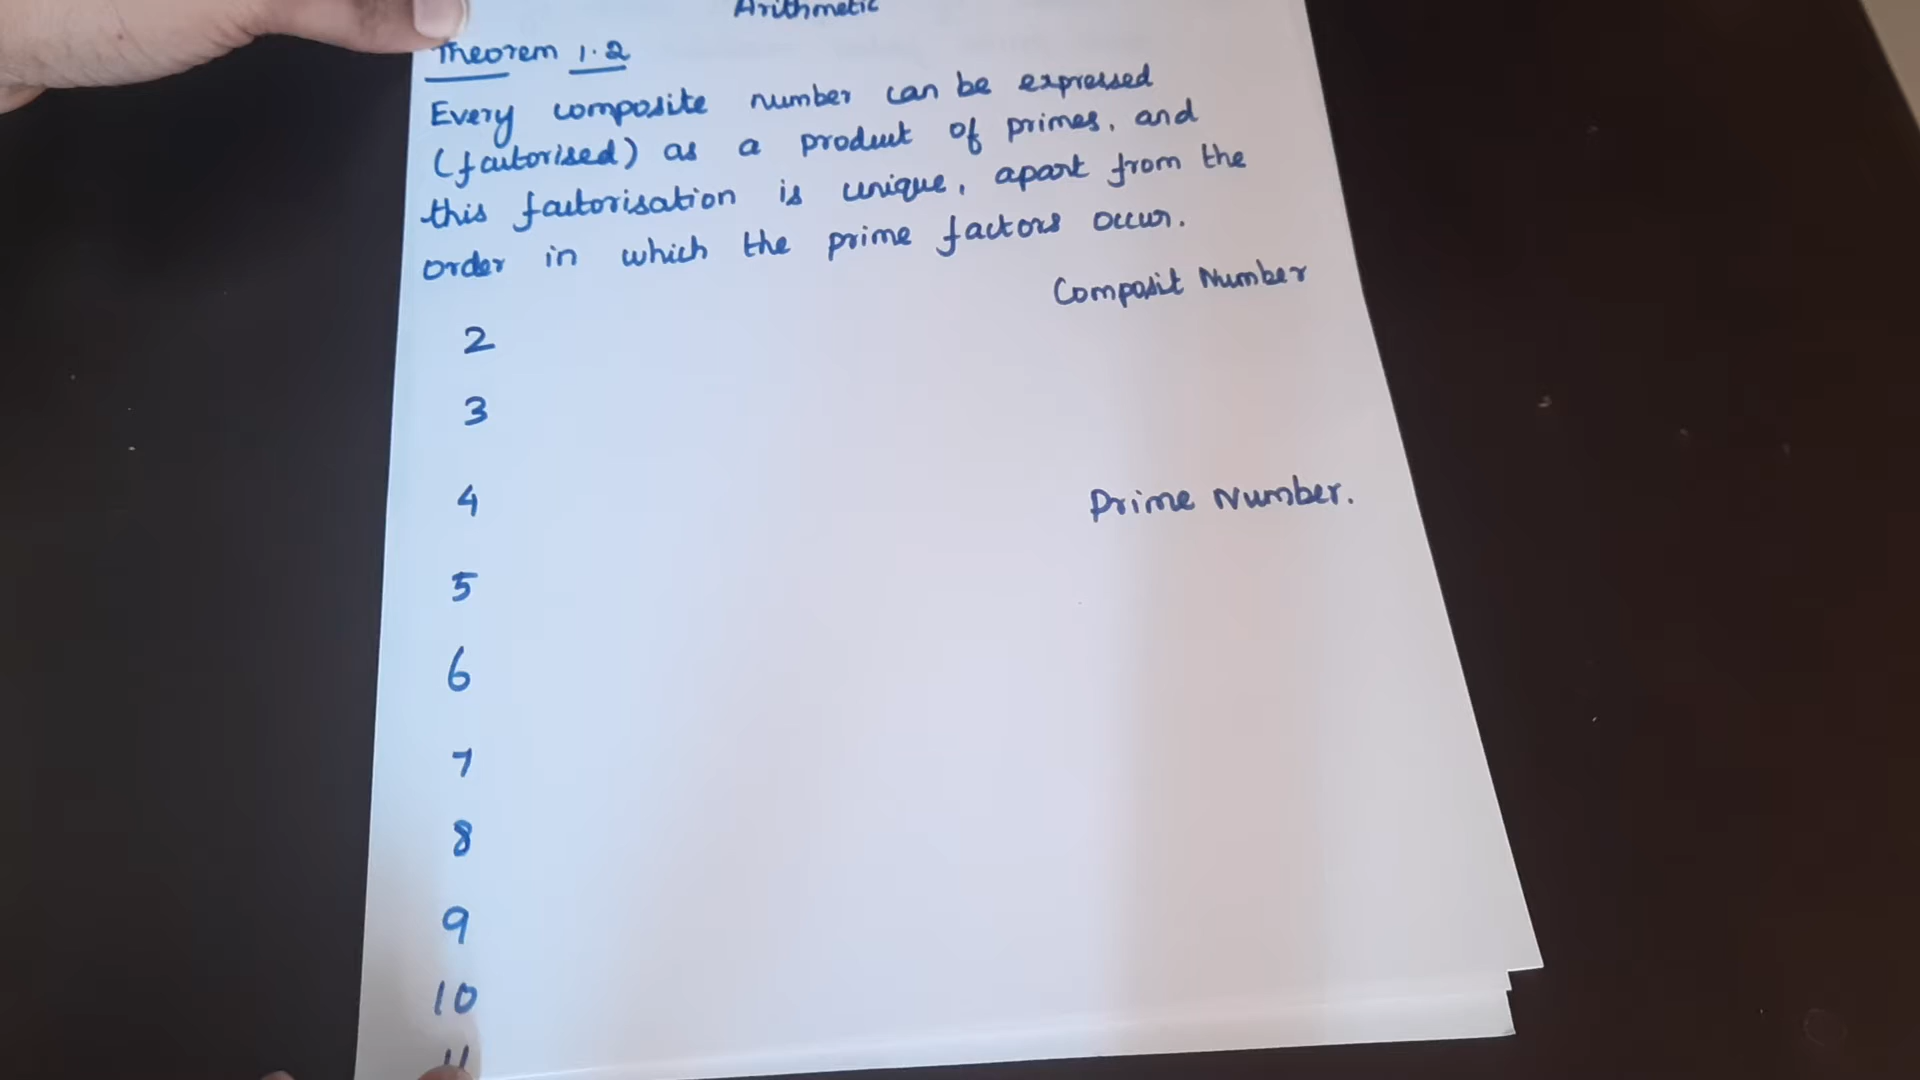 Arithmetic
Theorem 1.2
Every composite number can be expressed
(factorised) as a product of primes, and
this factorisation is unique, apart from the
order in which the prime factors occur.
Composit Number
2
3
4
Prime Number.
5
6
7
8
9
10
11